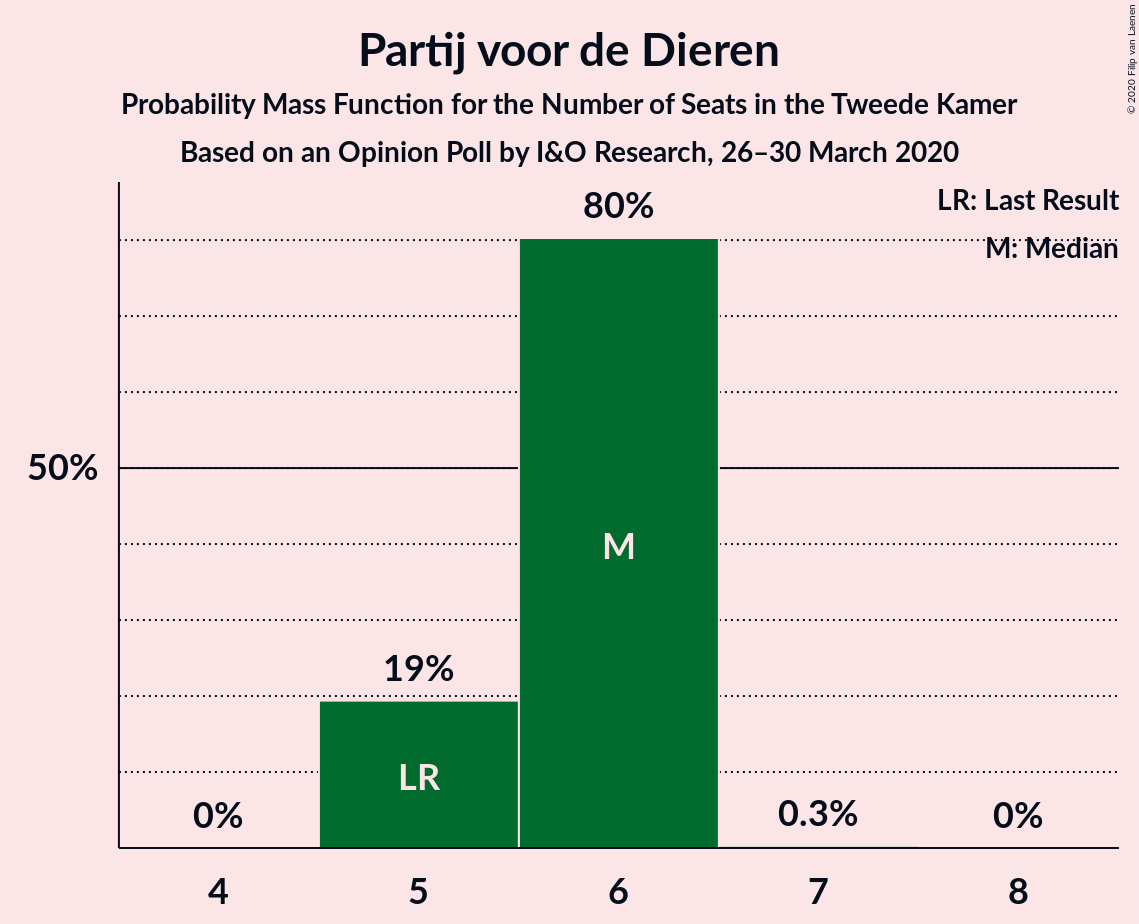 Partij voor de Dieren
Probability Mass Function for the Number of Seats in the Tweede Kamer
Based on an Opinion Poll by I&O Research, 26–30 March 2020
© 2020 Filip van Laenen
LR: Last Result
M: Median
80%
50%
M
19%
LR
0%
0.3%
0%
4
5
6
7
8